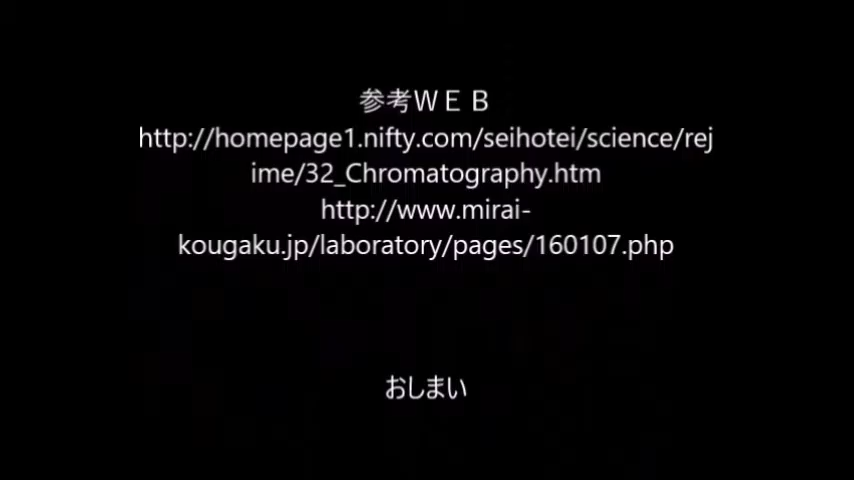 参考ＷＥＢ
http://homepage1.nifty.com/seihotei/science/rej
ime/32_Chromatography.htm
http://www.mirai-
kougaku.jp/laboratory/pages/160107.php
おしまい